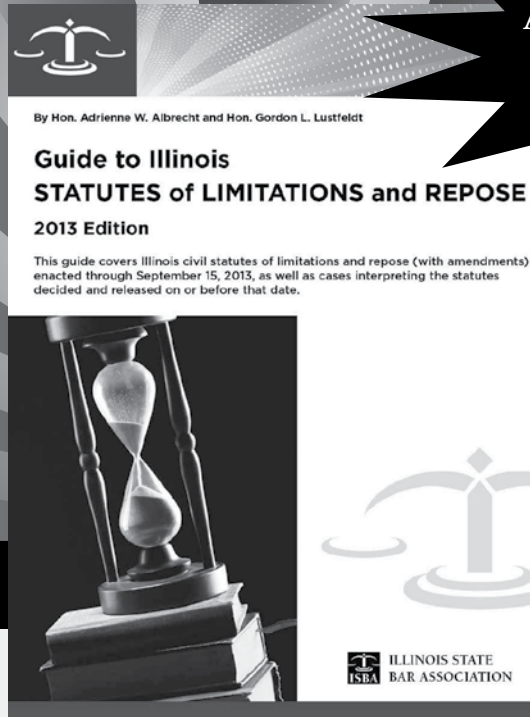 By Hon. Adrienne W. Albrecht and Hon. Gordon L. Lustfeldt
Guide to Illinois
STATUTES of LIMITATIONS and REPOSE
2013 Edition
This guide covers Illinois civil statutes of limitations and repose (with amendments)
enacted through September 15, 2013, as well as cases interpreting the statutes
decided and released on or before that date.
ISBA
ILLINOIS STATE
BAR ASSOCIATION